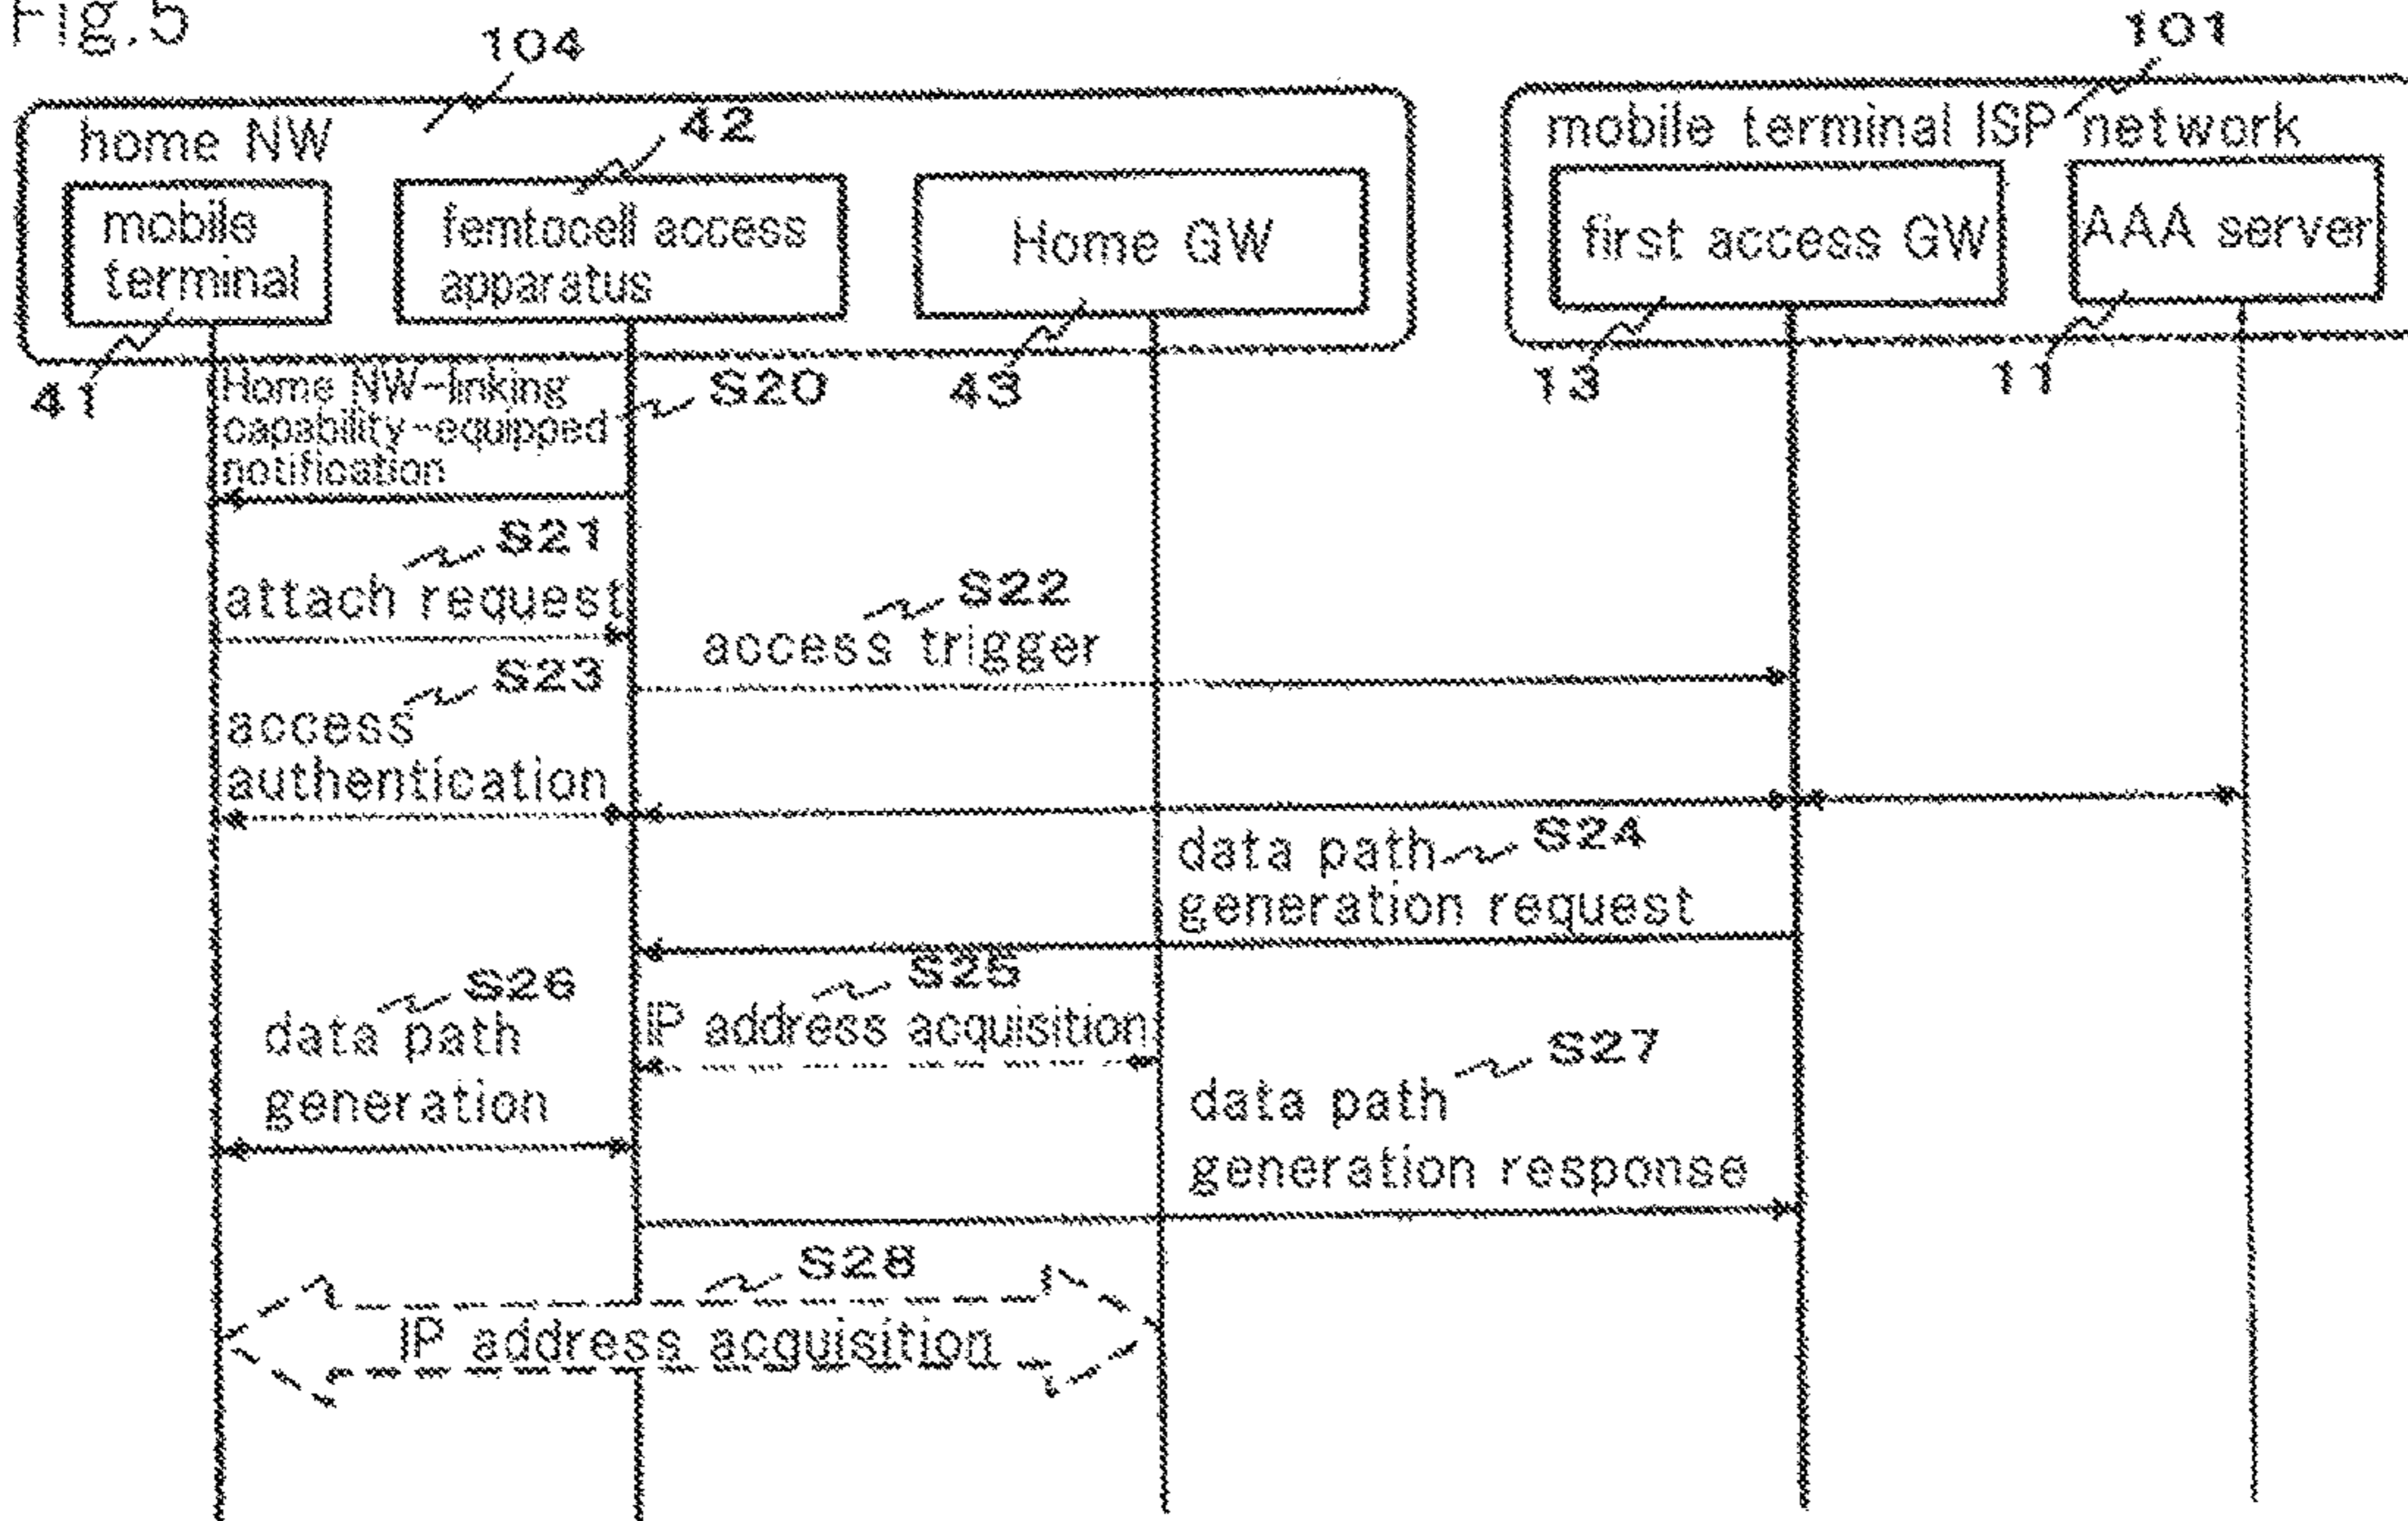 Fig.5
104
101
home NW
42
mobile terminal ISP network
mobile
terminal
femtocell access
apparatus
Home GW
first access GW
AAA server
41
43
13
11
Home NW-linking
capability-equipped
notification
S20
S21
attach request
S22
access trigger
S23
access
authentication
S24
data path
generation request
S25
IP address acquisition
S26
data path
generation
S27
data path
generation response
S28
IP address acquisition